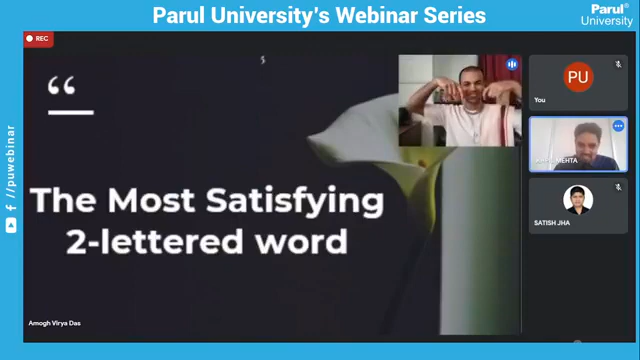 Parul University's Webinar Series
Parul®
University
REC
“
The Most Satisfying
2-lettered word
Amogh Virya Das
PU
You
MEHTA
SATISH JHA
//puwebinar